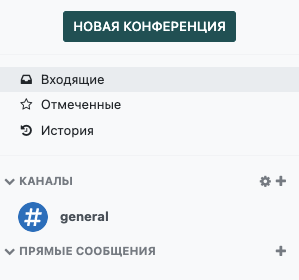 НОВАЯ КОНФЕРЕНЦИЯ
Входящие
Отмеченные
История
КАНАЛЫ
general
ПРЯМЫЕ СООБЩЕНИЯ